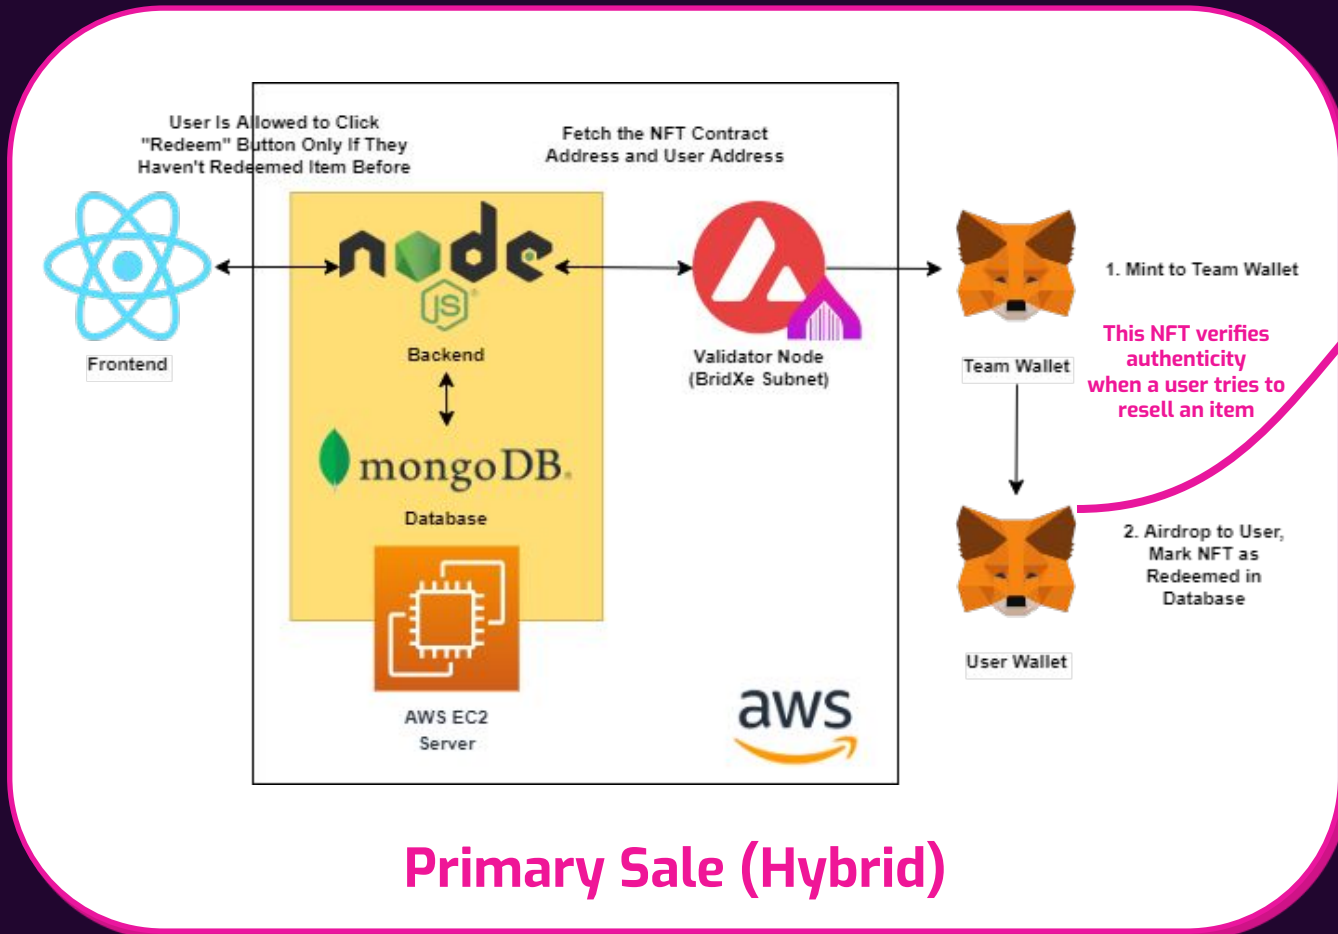 User Is Allowed to Click
"Redeem" Button Only If They
Haven't Redeemed Item Before
Fetch the NFT Contract
Address and User Address
node
JS
Backend
Frontend
Validator Node
(BridXe Subnet)
1. Mint to Team Wallet
Team Wallet
This NFT verifies
authenticity
when a user tries to
resell an item
mongoDB.
Database
2. Airdrop to User,
Mark NFT as
Redeemed in
Database
User Wallet
AWS EC2
Server
aws
Primary Sale (Hybrid)